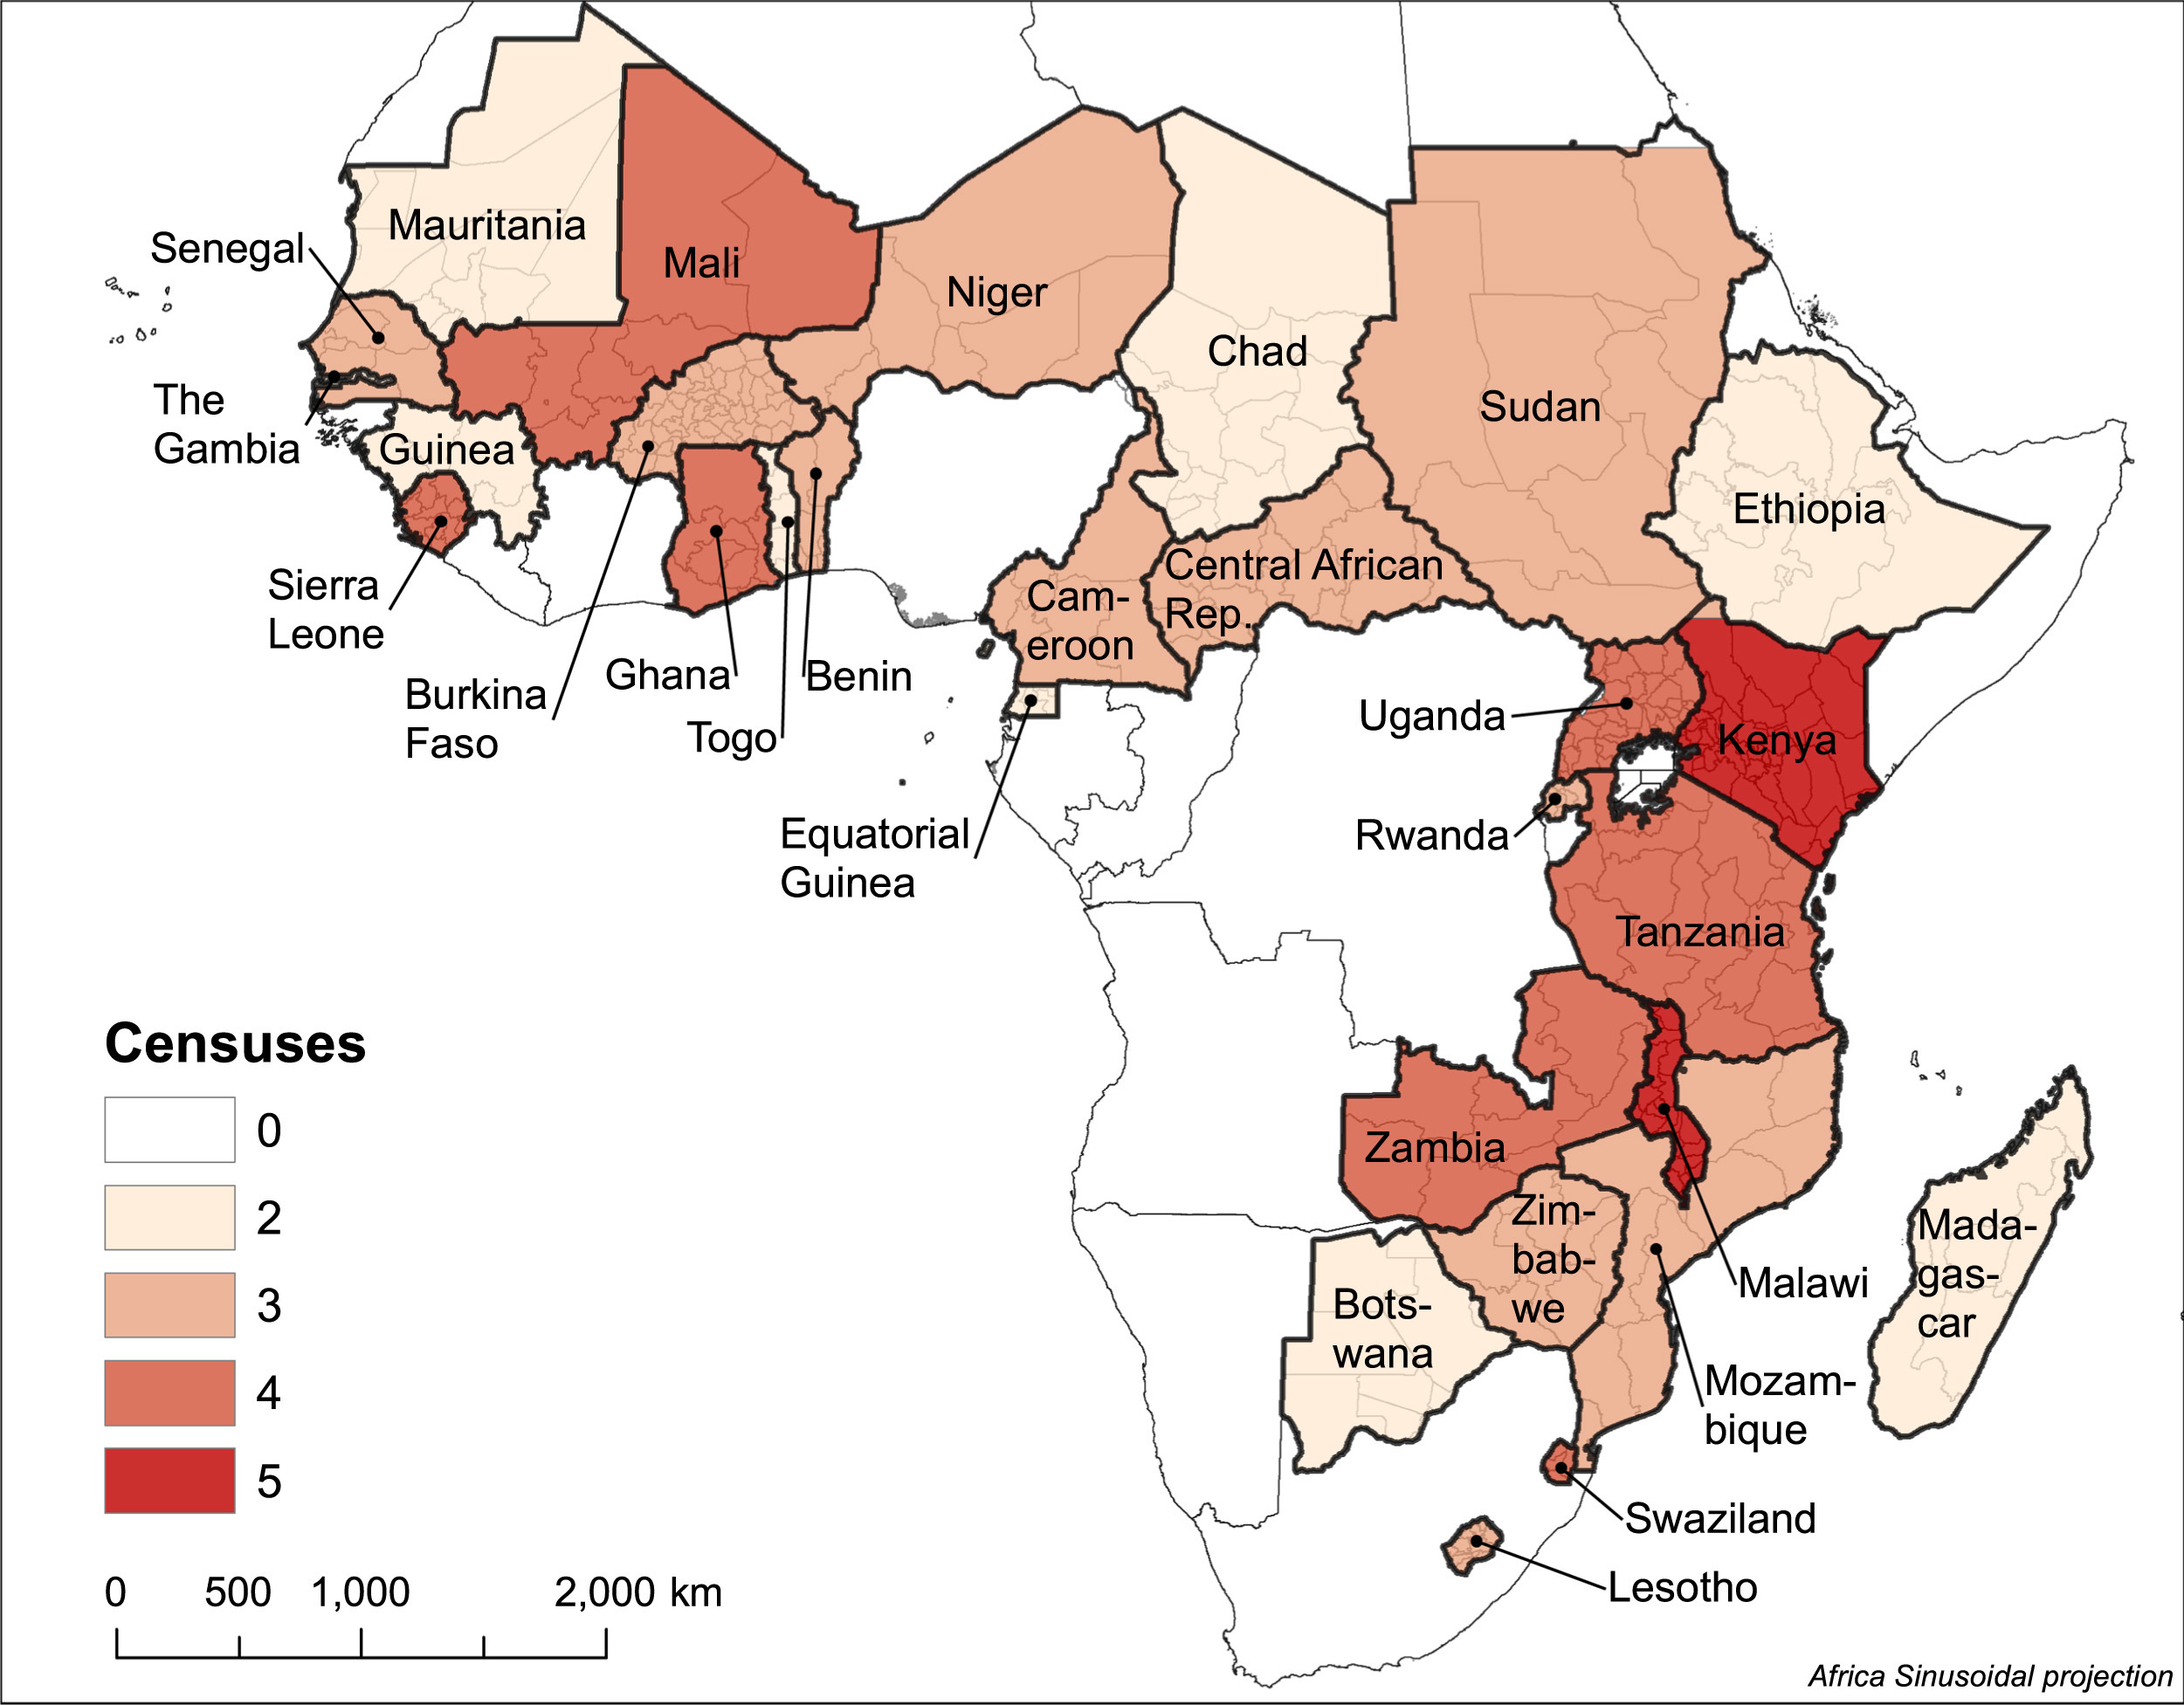 Mauritania
Senegal
Mali
Niger
Chad
Sudan
The
Gambia
Guinea
Ethiopia
Sierra
Leone
Central African
Rep.
Cam-
eroon
Burkina
Faso
Ghana
Benin
Togo
Uganda
Kenya
Equatorial
Guinea
Rwanda
Tanzania
Zambia
Zim-
bab-
we
Mada-
gas-
car
Malawi
Bots-
wana
Mozam-
bique
Swaziland
Lesotho
Censuses
0
2
3
4
5
0 500 1,000 2,000 km
Africa Sinusoidal projection